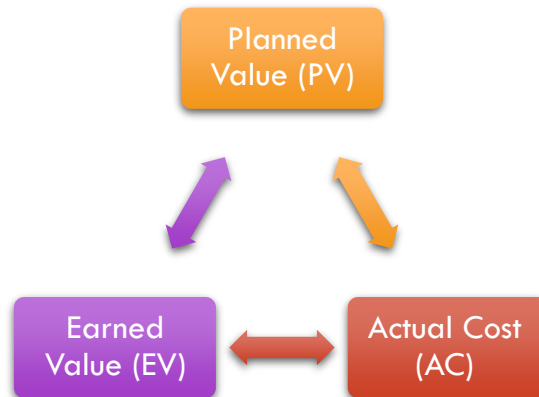 Planned
Value (PV)
Earned
Value (EV)
Actual Cost
(AC)